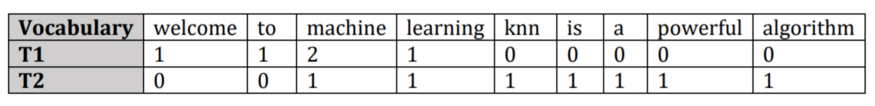 Vocabulary welcome to machine learning knn is a powerful algorithm
T1 1 1 2 1 0 0 0 0 0
T2 0 0 1 1 1 1 1 1 1